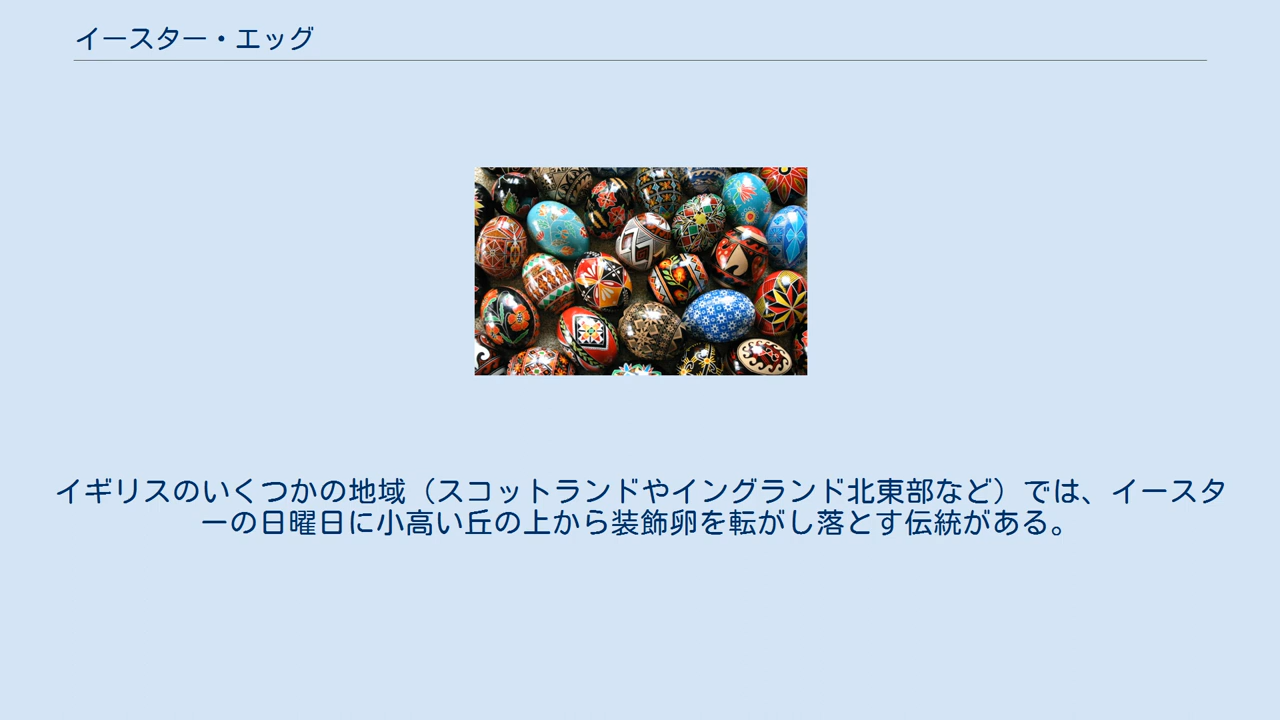 イースター・エッグ
イギリスのいくつかの地域（スコットランドやイングランド北東部など）では、イースタ
ーの日曜日に小高い丘の上から装飾卵を転がし落とす伝統がある。